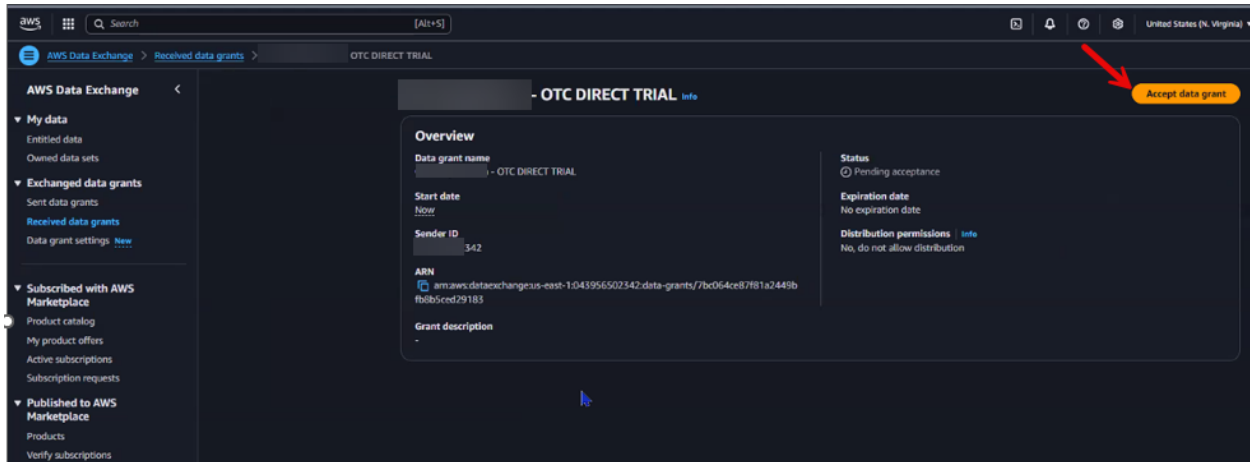 aws
Search
[Alt+S]
United States (N. Virginia)
AWS Data Exchange > Received data grants > OTC DIRECT TRIAL
AWS Data Exchange
My data
Entitled data
Owned data sets
Exchanged data grants
Sent data grants
Received data grants
Data grant settings New
Subscribed with AWS
Marketplace
Product catalog
My product offers
Active subscriptions
Subscription requests
Published to AWS
Marketplace
Products
Verify subscriptions
- OTC DIRECT TRIAL Info
Accept data grant
Overview
Data grant name
- OTC DIRECT TRIAL
Start date
Now
Sender ID
342
ARN
arn:aws:dataexchange:us-east-1:043956502342:data-grants/7bc064ce87f81a2449b
fb8b5ced29183
Grant description
-
Status
Pending acceptance
Expiration date
No expiration date
Distribution permissions | Info
No, do not allow distribution